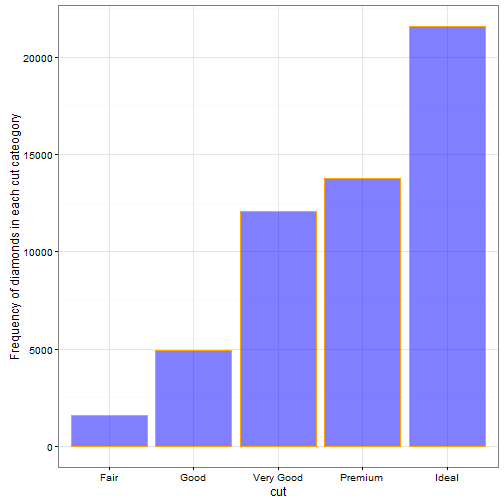 Frequency of diamonds in each cut cateogory
20000
15000
10000
5000
0
Fair Good Very Good Premium Ideal
cut